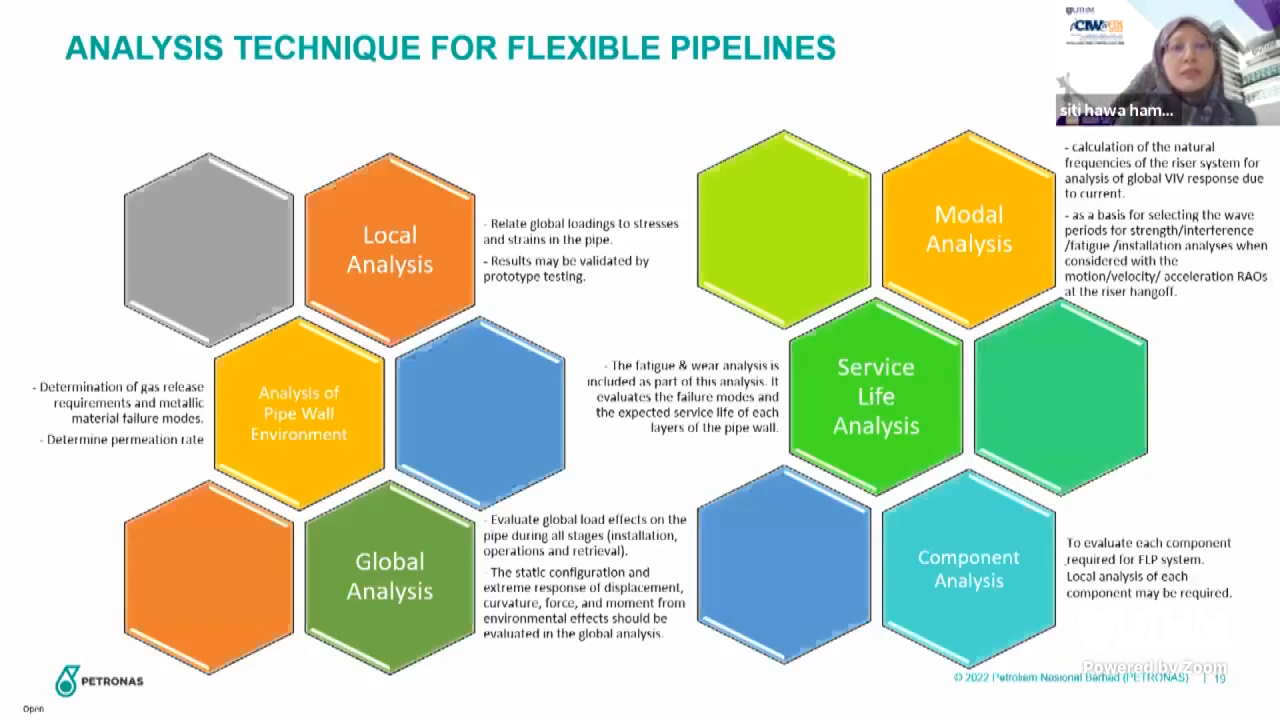 ANALYSIS TECHNIQUE FOR FLEXIBLE PIPELINES
UTHM
siti hawa ham...
Local
Analysis
- Relate global loadings to stresses
and strains in the pipe.
- Results may be validated by
prototype testing.
Modal
Analysis
- calculation of the natural
frequencies of the riser system for
analysis of global VIV response due
to current.
- as a basis for selecting the wave
periods for strength/interference
/fatigue /installation analyses when
considered with the
motion/velocity/ acceleration RAOs
at the riser hangoff.
- Determination of gas release
requirements and metallic
material failure modes.
- Determine permeation rate
Analysis of
Pipe Wall
Environment
- The fatigue & wear analysis is
included as part of this analysis. It
evaluates the failure modes and
the expected service life of each
layers of the pipe wall.
Service
Life
Analysis
Global
Analysis
- Evaluate global load effects on the
pipe during all stages (installation,
operations and retrieval).
- The static configuration and
extreme response of displacement,
curvature, force, and moment from
environmental effects should be
evaluated in the global analysis.
Component
Analysis
To evaluate each component
required for FLP system.
Local analysis of each
component may be required.
UTHM
Powered by Zoom
PETRONAS
© 2022 Petroliam Nasional Berhad (PETRONAS) | 19
Open